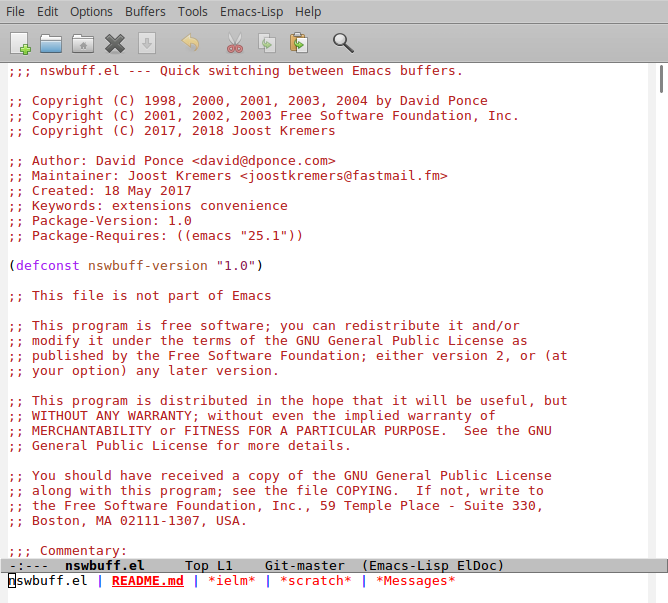 File Edit Options Buffers Tools Emacs-Lisp Help
;;; nswbuff.el --- Quick switching between Emacs buffers.
;; Copyright (C) 1998, 2000, 2001, 2003, 2004 by David Ponce
;; Copyright (C) 2001, 2002, 2003 Free Software Foundation, Inc.
;; Copyright (C) 2017, 2018 Joost Kremers
;; Author: David Ponce <david@dponce.com>
;; Maintainer: Joost Kremers <joostkremers@fastmail.fm>
;; Created: 18 May 2017
;; Keywords: extensions convenience
;; Package-Version: 1.0
;; Package-Requires: ((emacs "25.1"))
(defconst nswbuff-version "1.0")
;; This file is not part of Emacs
;; This program is free software; you can redistribute it and/or
;; modify it under the terms of the GNU General Public License as
;; published by the Free Software Foundation; either version 2, or (at
;; your option) any later version.
;; This program is distributed in the hope that it will be useful, but
;; WITHOUT ANY WARRANTY; without even the implied warranty of
;; MERCHANTABILITY or FITNESS FOR A PARTICULAR PURPOSE.  See the GNU
;; General Public License for more details.
;; You should have received a copy of the GNU General Public License
;; along with this program; see the file COPYING.  If not, write to
;; the Free Software Foundation, Inc., 59 Temple Place - Suite 330,
;; Boston, MA 02111-1307, USA.
;;; Commentary:
-:---  nswbuff.el     Top L1    Git-master  (Emacs-Lisp ElDoc)
nswbuff.el | README.md | *ielm* | *scratch* | *Messages*